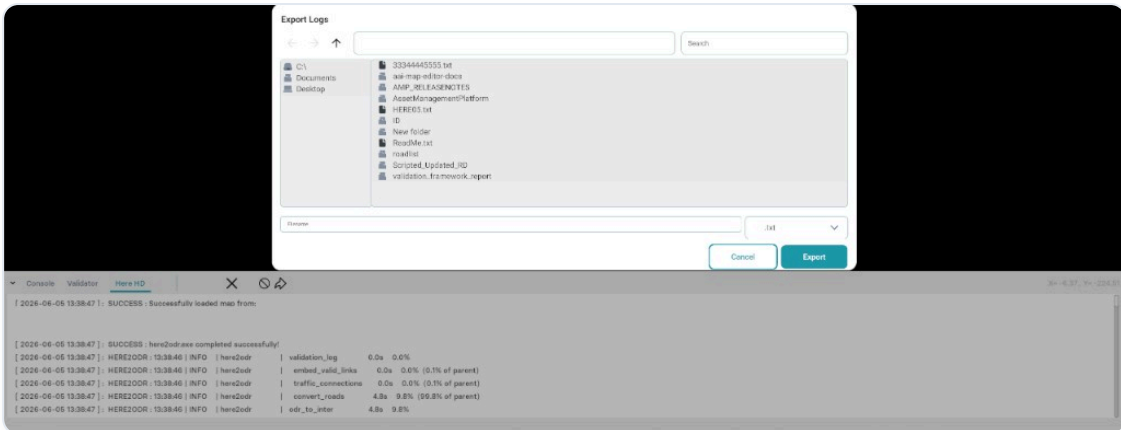 Export Logs
Search
C:\
Documents
Desktop
33344445555.txt
aai-map-editor-docs
AMP_RELEASENOTES
AssetManagementPlatform
HERE05.txt
ID
New folder
ReadMe.txt
roadlist
Scripted_Updated_RD
validation_framework_report
Filename
.txt
Cancel
Export
Console Validator Here HD
[ 2026-06-05 13:38:47 ] : SUCCESS : Successfully loaded map from:
[ 2026-06-05 13:38:47 ] : SUCCESS : here2odr.exe completed successfully!
[ 2026-06-05 13:38:47 ] : HERE2ODR : 13:38:46 | INFO | here2odr | validation_log 0.0s 0.0%
[ 2026-06-05 13:38:47 ] : HERE2ODR : 13:38:46 | INFO | here2odr | embed_valid_links 0.0s 0.0% (0.1% of parent)
[ 2026-06-05 13:38:47 ] : HERE2ODR : 13:38:46 | INFO | here2odr | traffic_connections 0.0s 0.0% (0.1% of parent)
[ 2026-06-05 13:38:47 ] : HERE2ODR : 13:38:46 | INFO | here2odr | convert_roads 4.8s 9.8% (99.8% of parent)
[ 2026-06-05 13:38:47 ] : HERE2ODR : 13:38:46 | INFO | here2odr | odr_to_inter 4.8s 9.8%